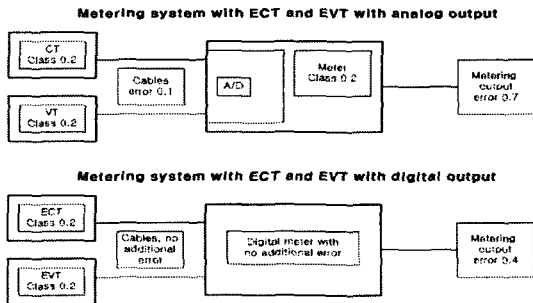 Metering system with ECT and EVT with analog output
CT
Class 0.2
Cables
error 0.1
VT
Class 0.2
A/D
Meter
Class 0.2
Metering
output
error 0.7
Metering system with ECT and EVT with digital output
ECT
Class 0.2
Cables, no
additional
error
EVT
Class 0.2
Digital meter with
no additional error
Metering
output
error 0.4